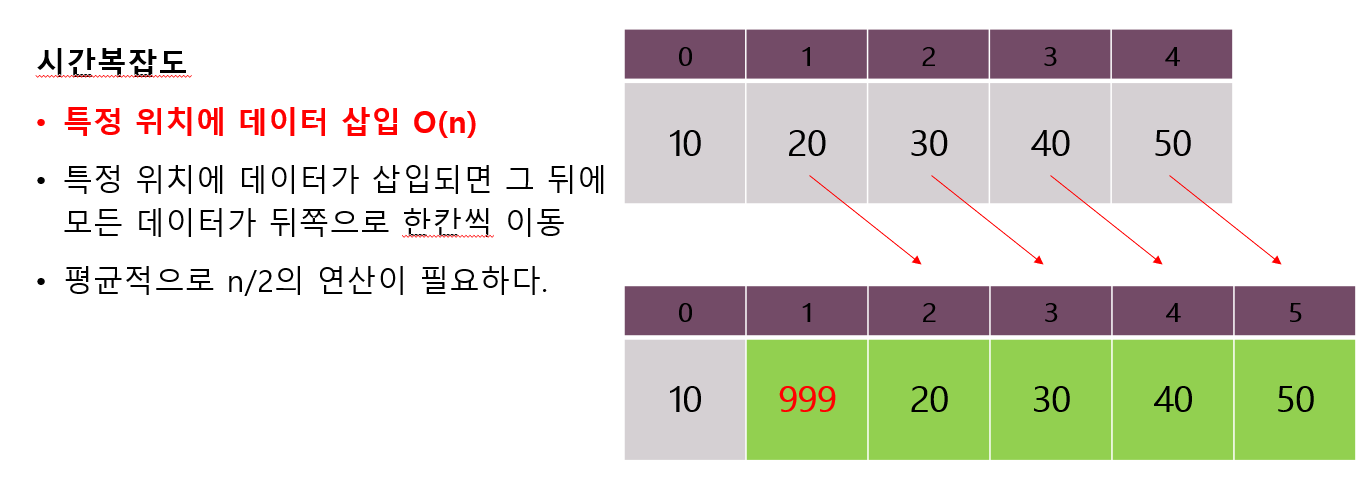 시간복잡도
• 특정 위치에 데이터 삽입 O(n)
• 특정 위치에 데이터가 삽입되면 그 뒤에
모든 데이터가 뒤쪽으로 한칸씩 이동
• 평균적으로 n/2의 연산이 필요하다.
0 1 2 3 4
10 20 30 40 50
0 1 2 3 4 5
10 999 20 30 40 50